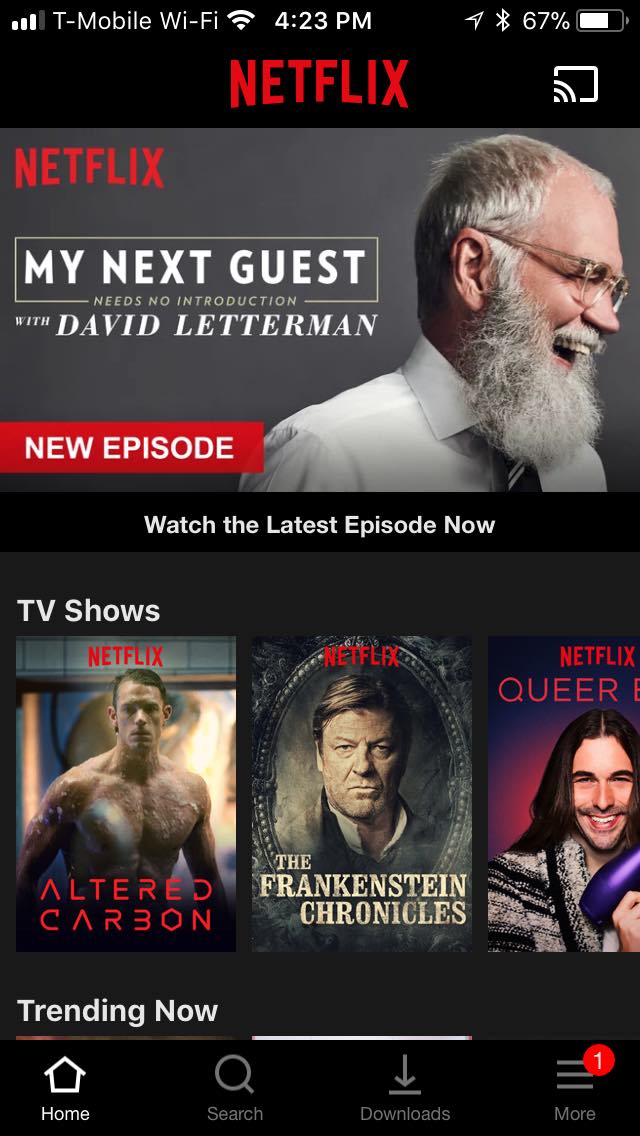 T-Mobile Wi-Fi 4:23 PM 67%
NETFLIX
NETFLIX
MY NEXT GUEST
NEEDS NO INTRODUCTION
WITH DAVID LETTERMAN
NEW EPISODE
Watch the Latest Episode Now
TV Shows
NETFLIX
ALTERED
CARBON
NETFLIX
THE
FRANKENSTEIN
CHRONICLES
NETFLIX
QUEER E
Trending Now
1
Home
Search
Downloads
More